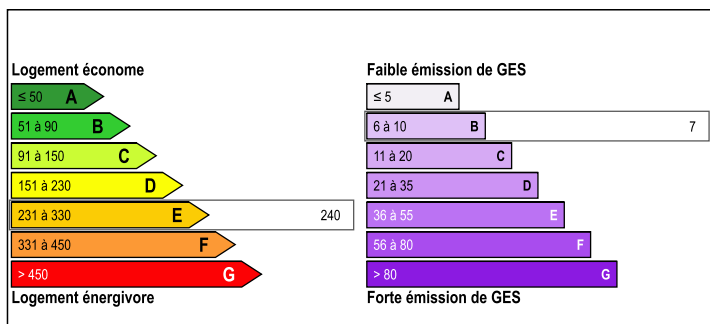 Logement économe
≤ 50 A
51 à 90 B
91 à 150 C
151 à 230 D
231 à 330 E 240
331 à 450 F
> 450 G
Logement énergivore
Faible émission de GES
≤ 5 A
6 à 10 B 7
11 à 20 C
21 à 35 D
36 à 55 E
56 à 80 F
> 80 G
Forte émission de GES